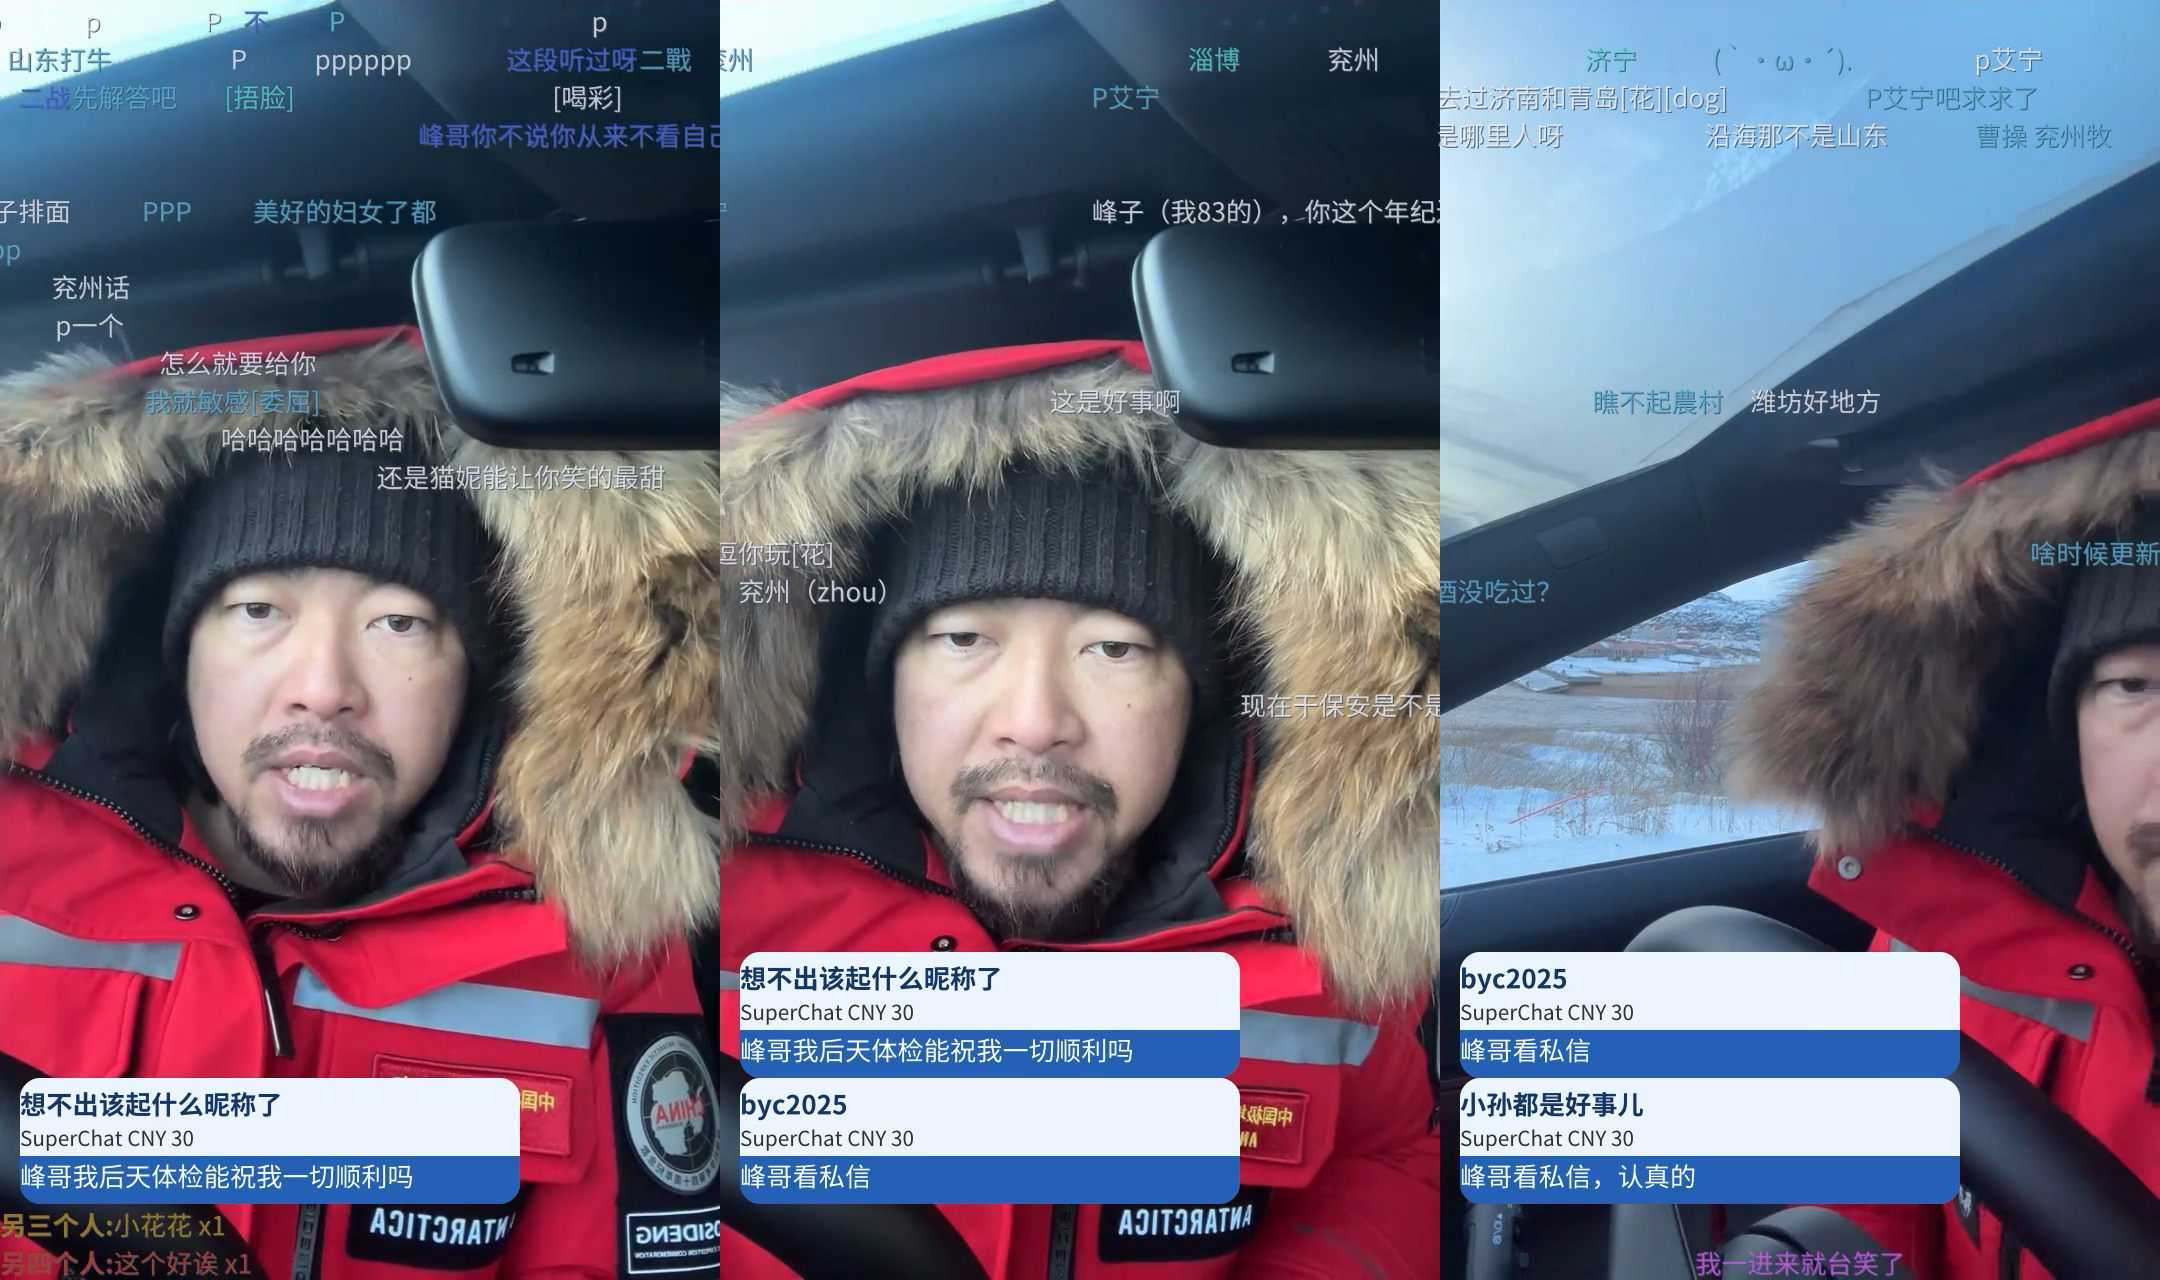 p
P
不
P
p
山东打牛
P
pppppp
这段听过呀
二戰
二战
先解答吧
[捂脸]
[喝彩]
峰哥你不说你从来不看自己
子排面
PPP
美好的妇女了都
pp
兖州话
p一个
怎么就要给你
我就敏感[委屈]
哈哈哈哈哈哈哈
还是猫妮能让你笑的最甜
想不出该起什么昵称了
SuperChat CNY 30
峰哥我后天体检能祝我一切顺利吗
另三个人:小花花 x1
另四个人:这个好诶 x1
中国
CHINA
ANTARCTICA
OSIDENG
兖州
淄博
兖州
P艾宁
峰子（我83的），你这个年纪
这是好事啊
逗你玩[花]
兖州（zhou）
现在干保安是不是
想不出该起什么昵称了
SuperChat CNY 30
峰哥我后天体检能祝我一切顺利吗
byc2025
SuperChat CNY 30
峰哥看私信
中国极地
AN
ANTARCTICA
济宁
(｀・ω・´).
p艾宁
去过济南和青岛[花][dog]
P艾宁吧求求了
是哪里人呀
沿海那不是山东
曹操 兖州牧
瞧不起農村
潍坊好地方
啥时候更新
酒没吃过?
byc2025
SuperChat CNY 30
峰哥看私信
小孙都是好事儿
SuperChat CNY 30
峰哥看私信，认真的
我一进来就台笑了